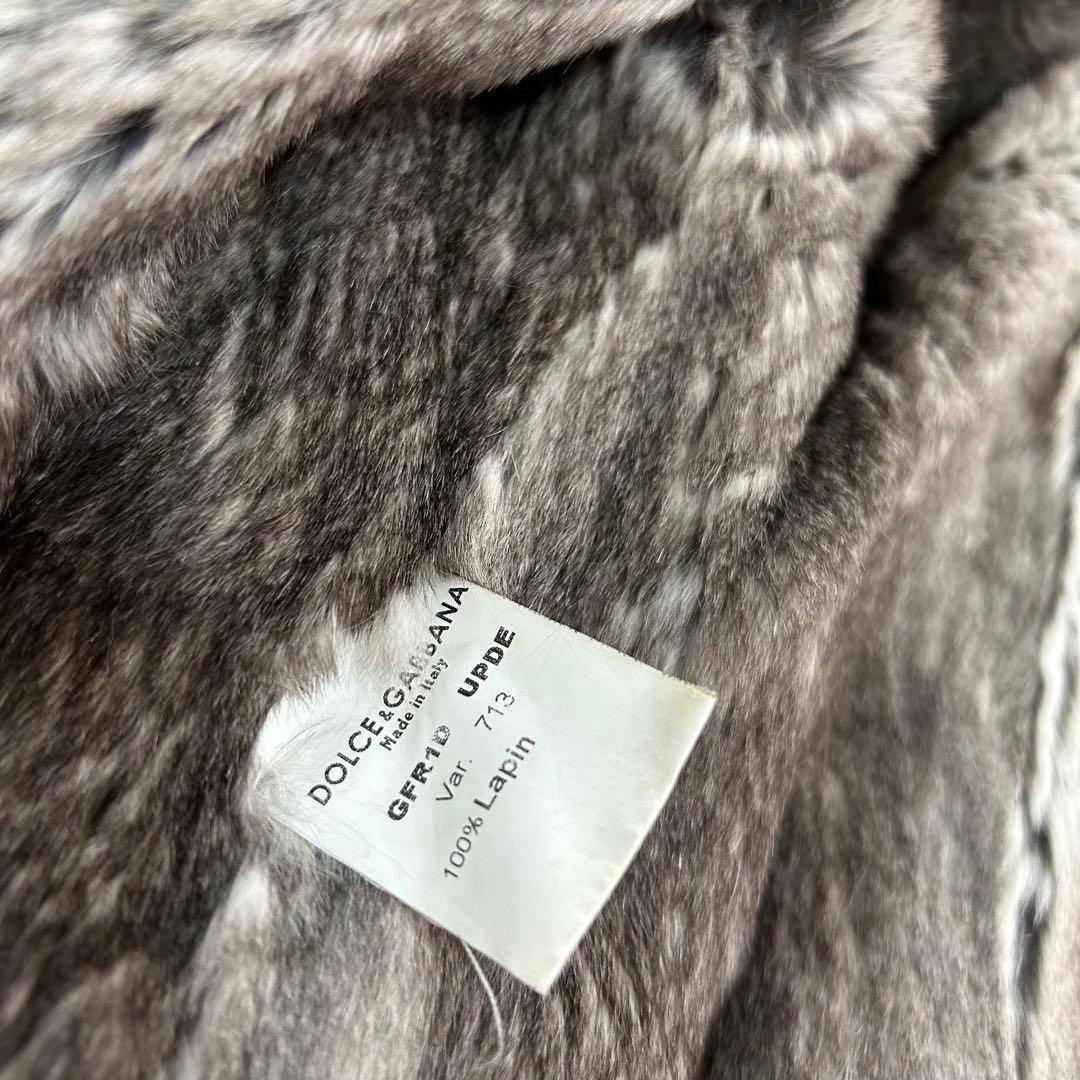 DOLCE&GABBANA
Made in Italy
GFR1D UPDE
Var. 713
100% Lapin